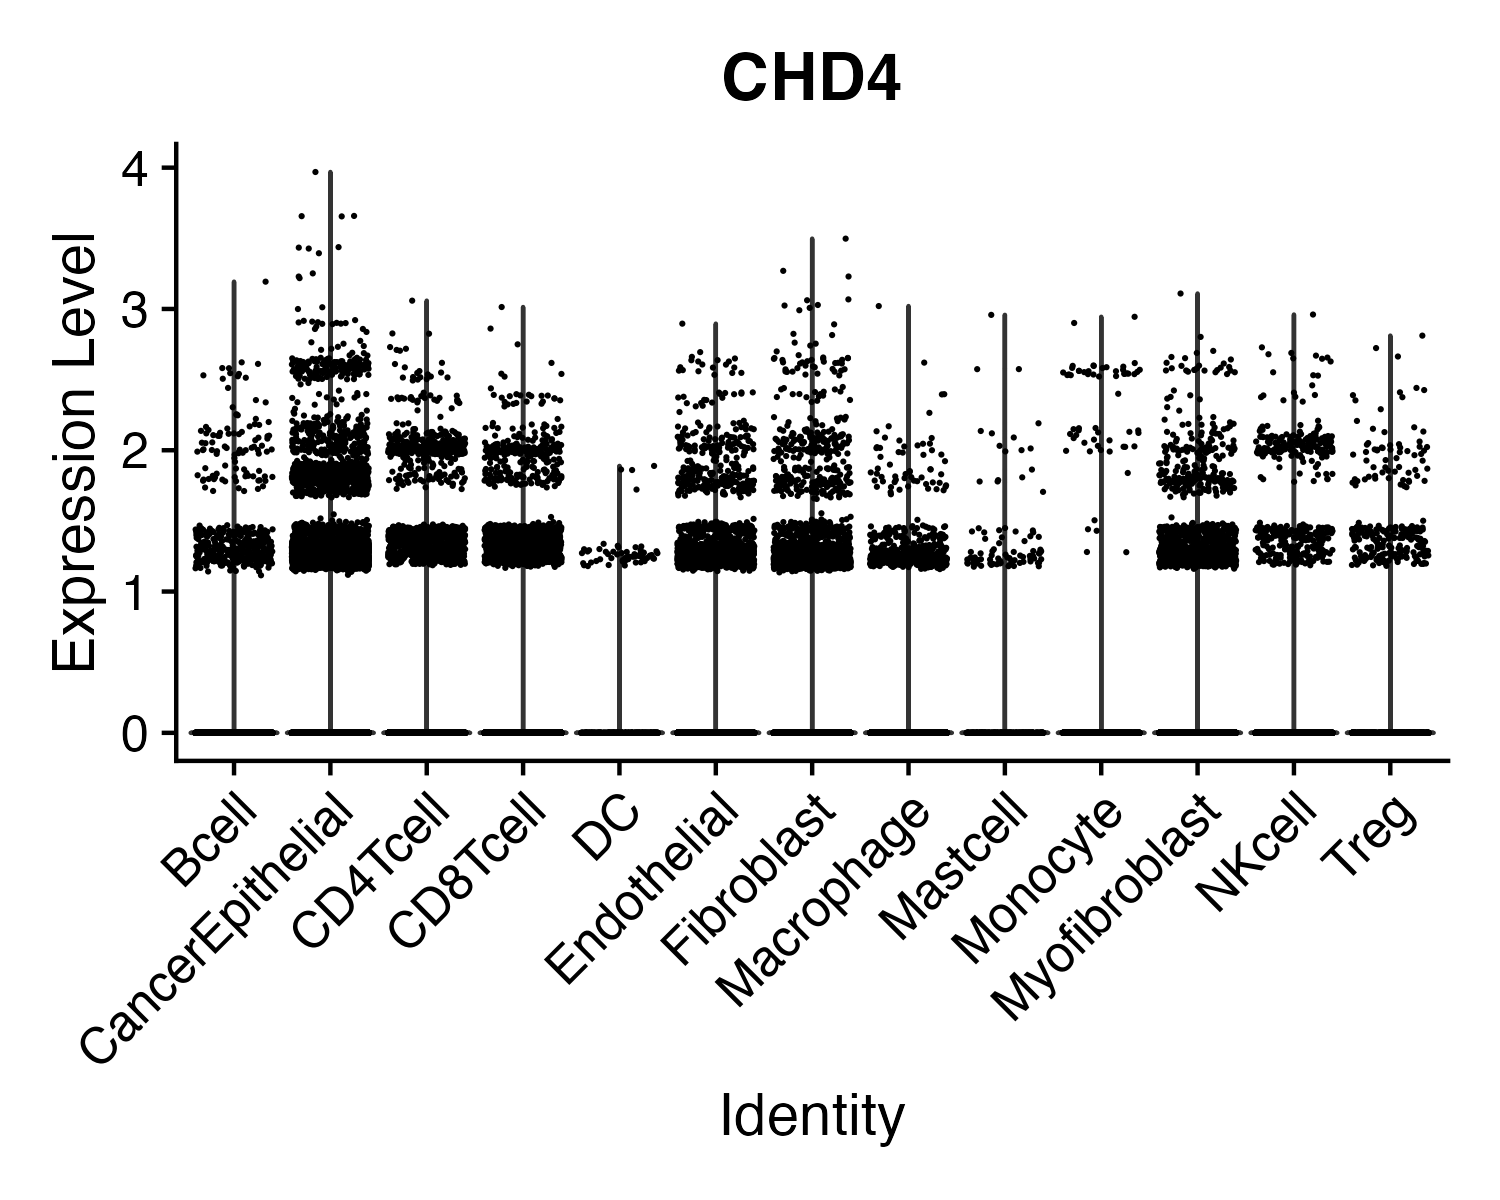 CHD4
Expression Level
4
3
2
1
0
Bcell
CancerEpithelial
CD4Tcell
CD8Tcell
DC
Endothelial
Fibroblast
Macrophage
Mastcell
Monocyte
Myofibroblast
NKcell
Treg
Identity